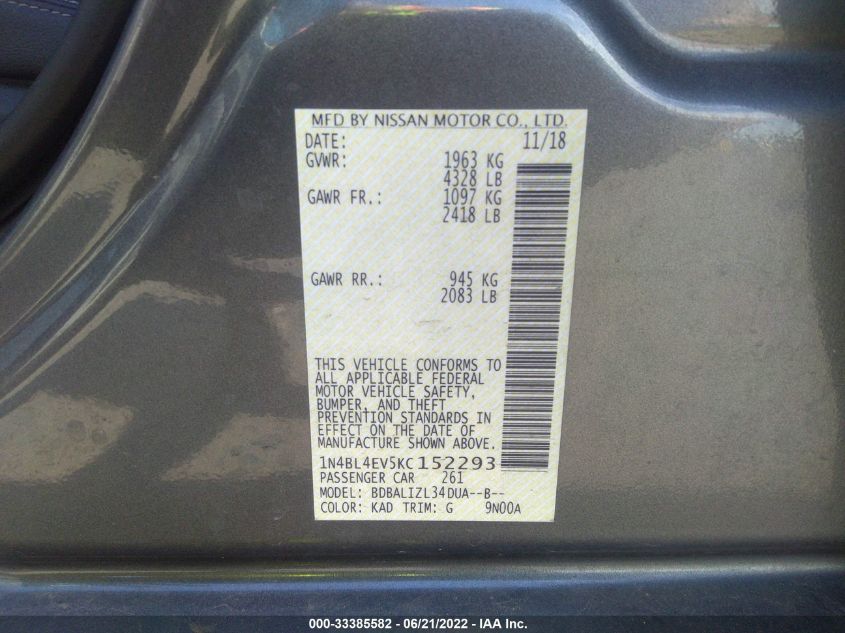 MFD BY NISSAN MOTOR CO., LTD.
DATE: 11/18
GVWR: 1963 KG
4328 LB
GAWR FR.: 1097 KG
2418 LB
GAWR RR.: 945 KG
2083 LB
THIS VEHICLE CONFORMS TO
ALL APPLICABLE FEDERAL
MOTOR VEHICLE SAFETY,
BUMPER, AND THEFT
PREVENTION STANDARDS IN
EFFECT ON THE DATE OF
MANUFACTURE SHOWN ABOVE.
1N4BL4EV5KC152293
PASSENGER CAR 261
MODEL: BDBALIZL34DUA--B--
COLOR: KAD TRIM: G 9N00A
000-33385582 / 06/21/2022 - IAA Inc.